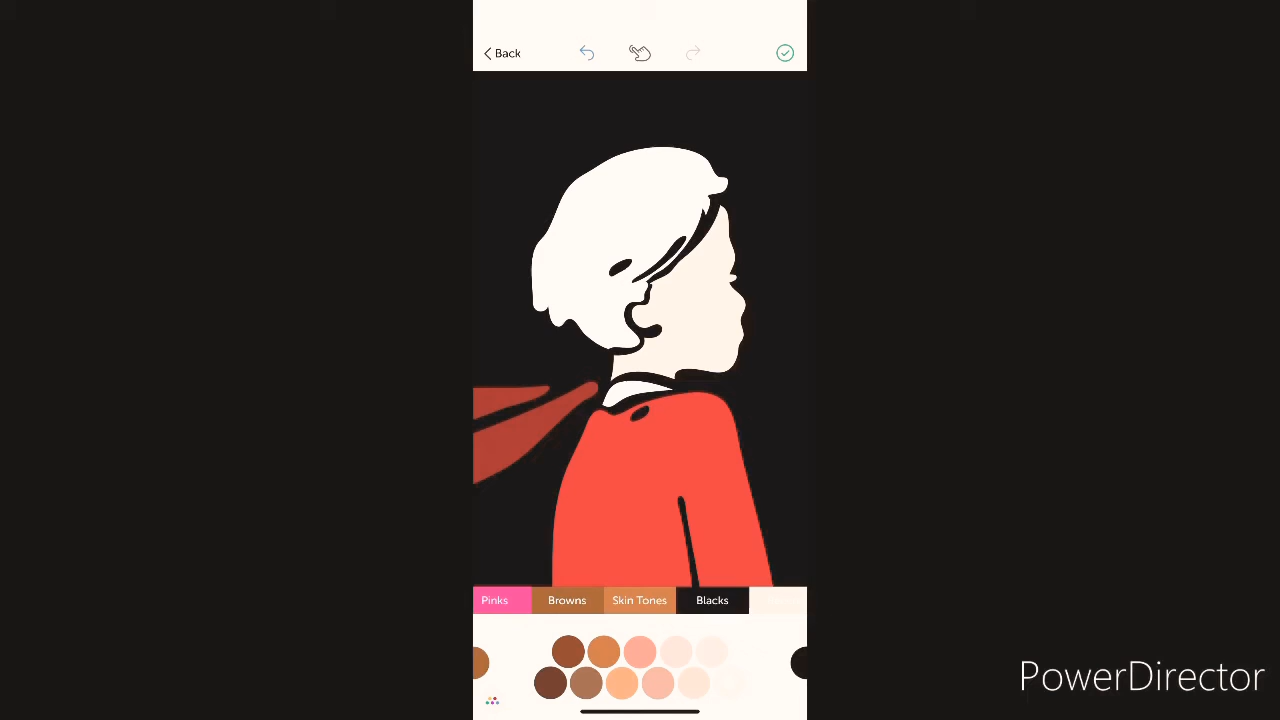 Back
Pinks
Browns
Skin Tones
Blacks
PowerDirector